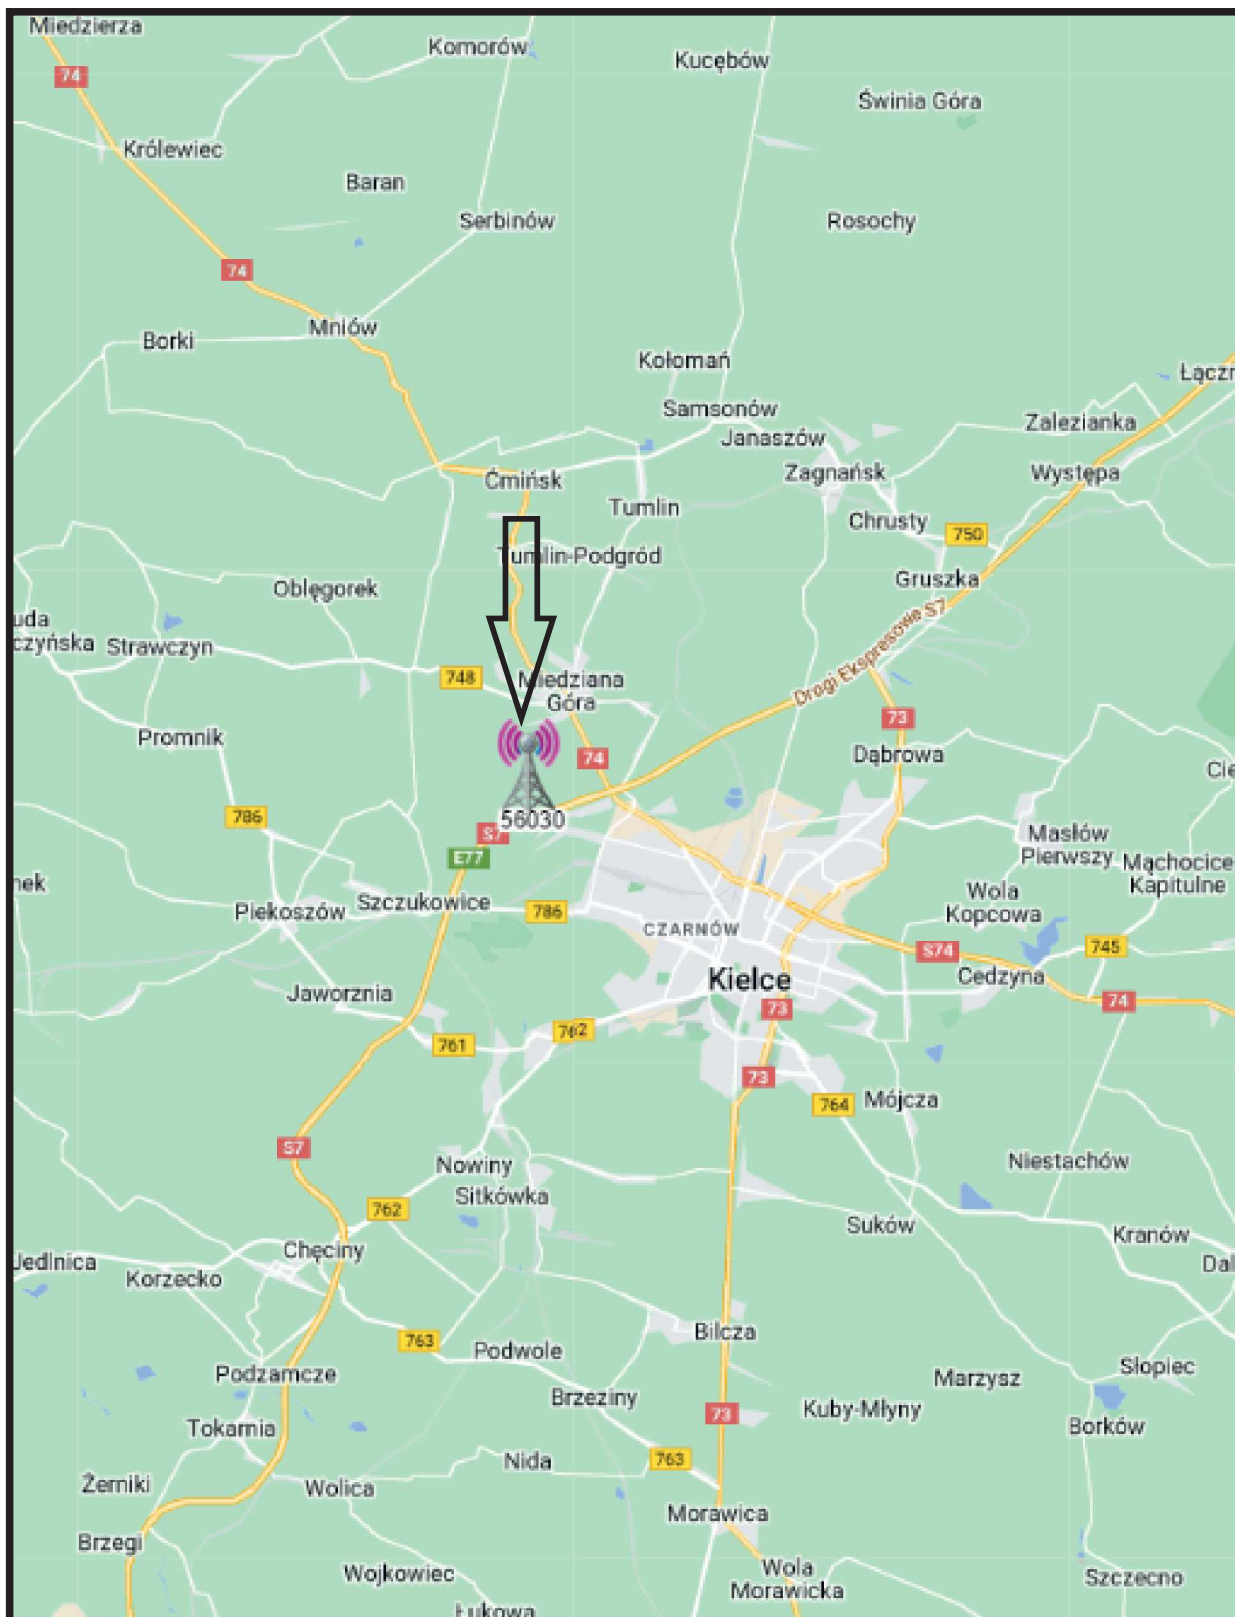 Miedzierza
Komorów
Kucębów
74
Świnia Góra
Królewiec
Baran
Serbinów
Rosochy
74
Mniów
Borki
Kołomań
Łączn
Samsonów
Zalezianka
Janaszów
Zagnańsk
Występa
Ćmińsk
Tumlin
Chrusty
750
Tumlin-Podgród
Gruszka
Oblęgorek
uda
czyńska
Strawczyn
Drogi Ekspresowe S7
748
Miedziana
Góra
73
Promnik
Dąbrowa
74
Cie
786
56030
S7
Masłów
Pierwszy
E77
Mąchocice
Kapitulne
nek
Wola
Kopcowa
Szczukowice
Piekoszów
786
CZARNÓW
745
S74
Kielce
Cedzyna
Jaworznia
74
73
762
761
73
764
Mójcza
S7
Nowiny
Niestachów
Sitkówka
762
Suków
Kranów
Chęciny
Jedlnica
Dal
Korzecko
763
Bilcza
Podwole
Słopiec
Podzamcze
Marzysz
Brzeziny
Kuby-Młyny
73
Tokarnia
Borków
Nida
763
Żerniki
Wolica
Morawica
Brzegi
Wojkowiec
Wola
Morawicka
Szczecno
Łukowa